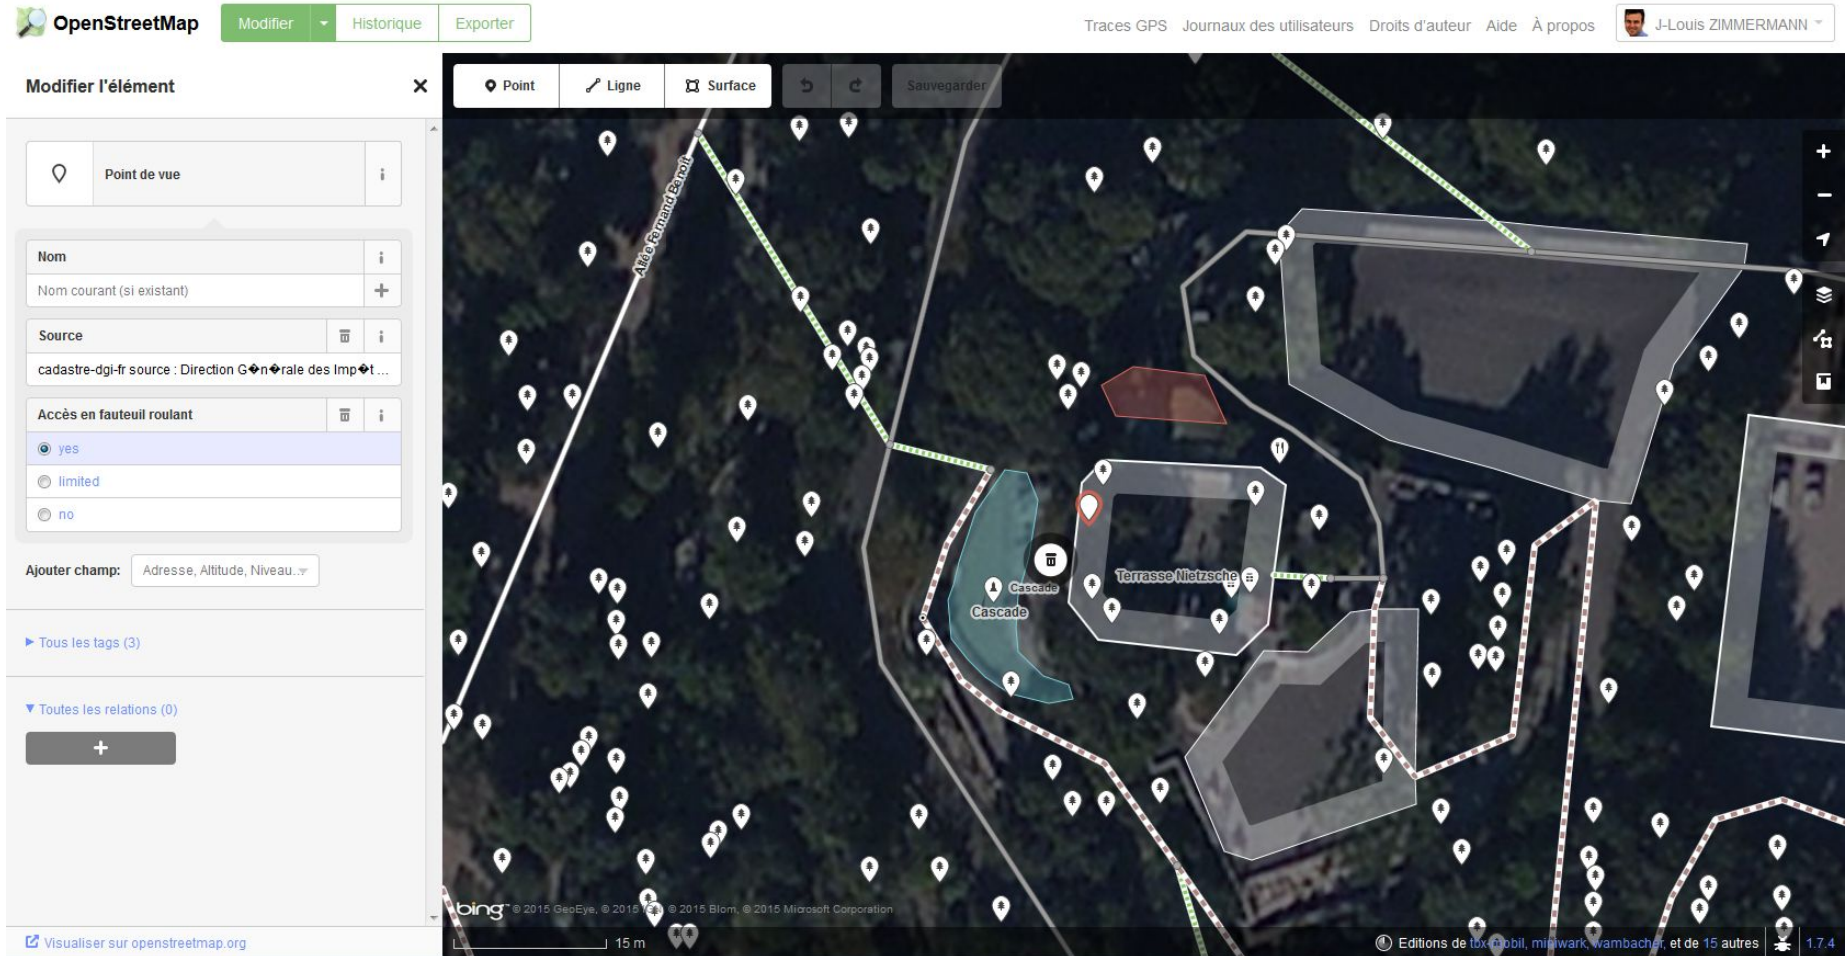 OpenStreetMap
Modifier
Historique
Exporter
Traces GPS
Journaux des utilisateurs
Droits d'auteur
Aide
À propos
J-Louis ZIMMERMANN
Modifier l'élément
Point
Ligne
Surface
Sauvegarder
Point de vue
Nom
Nom courant (si existant)
Source
cadastre-dgi-fr source : Direction G�n�rale des Imp�t ...
Accès en fauteuil roulant
yes
limited
no
Ajouter champ:
Adresse, Altitude, Niveau...
Tous les tags (3)
Toutes les relations (0)
Visualiser sur openstreetmap.org
Allée Fernand Benoit
Cascade
Cascade
Terrasse Nietzsche
bing © 2015 GeoEye, © 2015 © 2015 Blom, © 2015 Microsoft Corporation
15 m
Editions de tbx-mobil, miniwark, wambacher, et de 15 autres
1.7.4